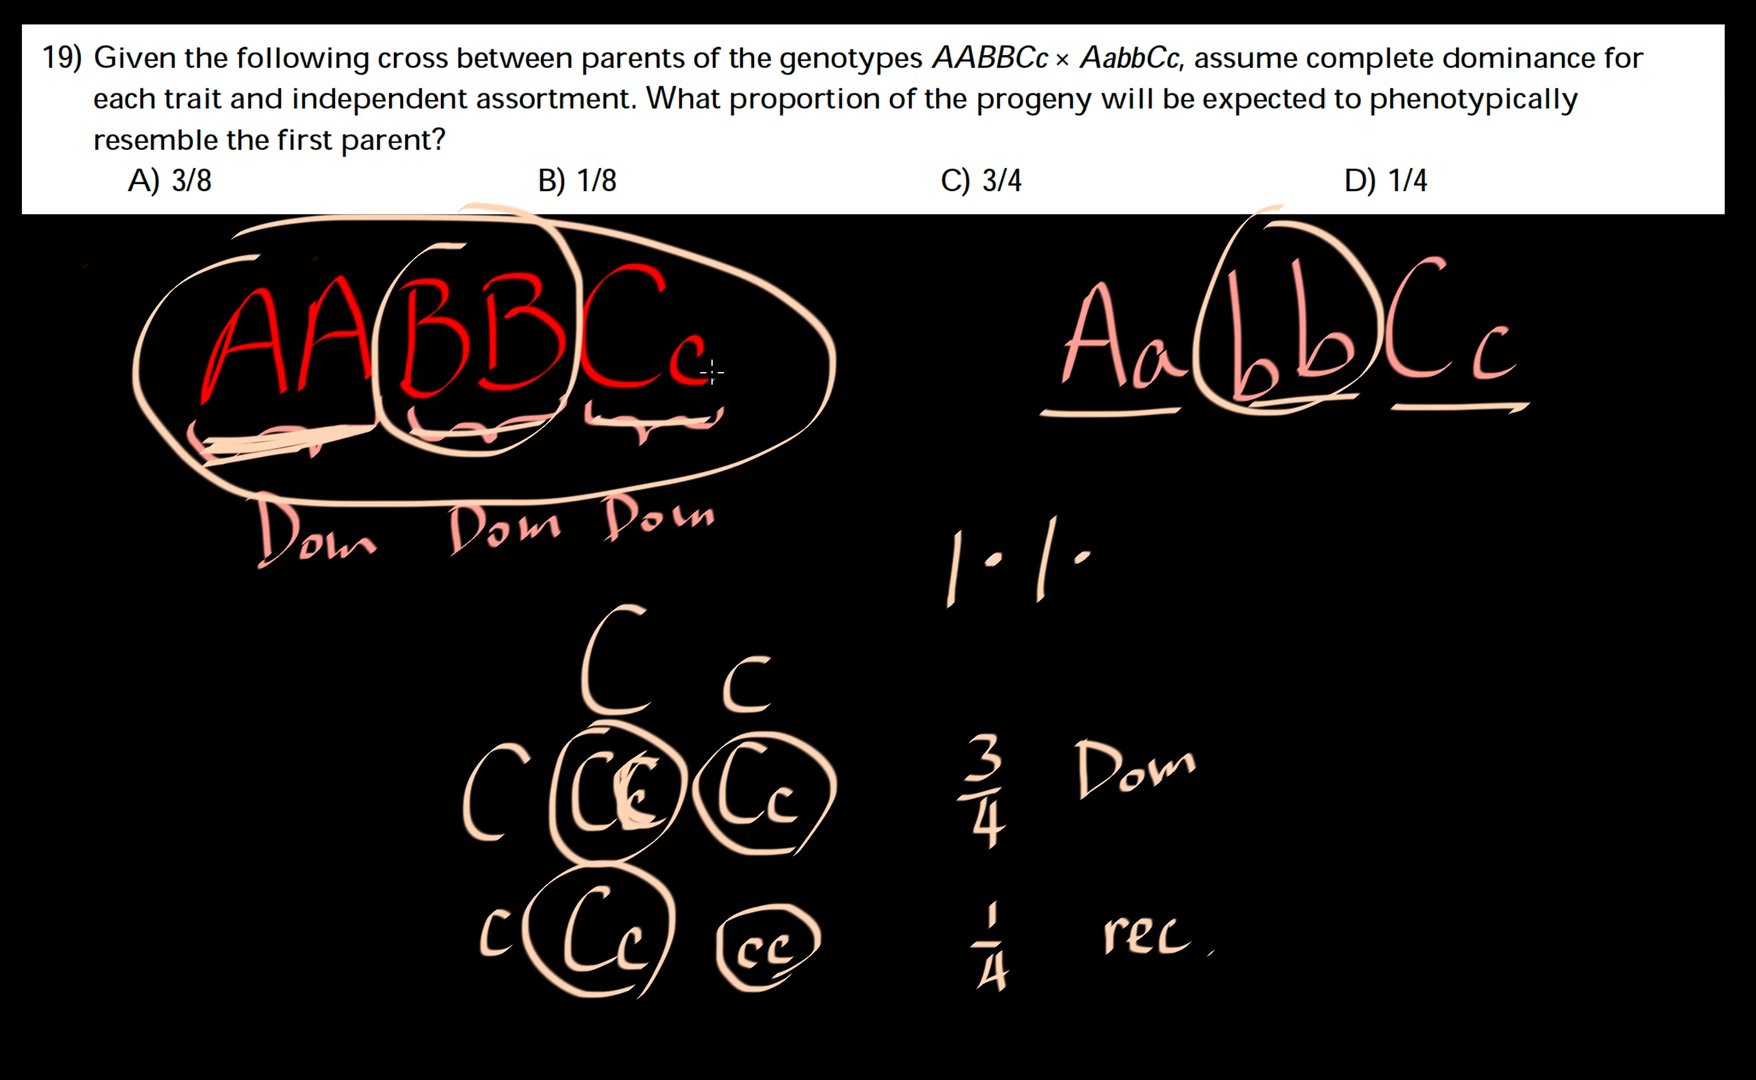 19) Given the following cross between parents of the genotypes AABBCc × AabbCc, assume complete dominance for
each trait and independent assortment. What proportion of the progeny will be expected to phenotypically
resemble the first parent?
A) 3/8 B) 1/8 C) 3/4 D) 1/4
AABBCc AabbCc
Dom Dom Dom
1 · 1 ·
C c
C CC Cc 3/4 Dom
c Cc cc 1/4 rec.